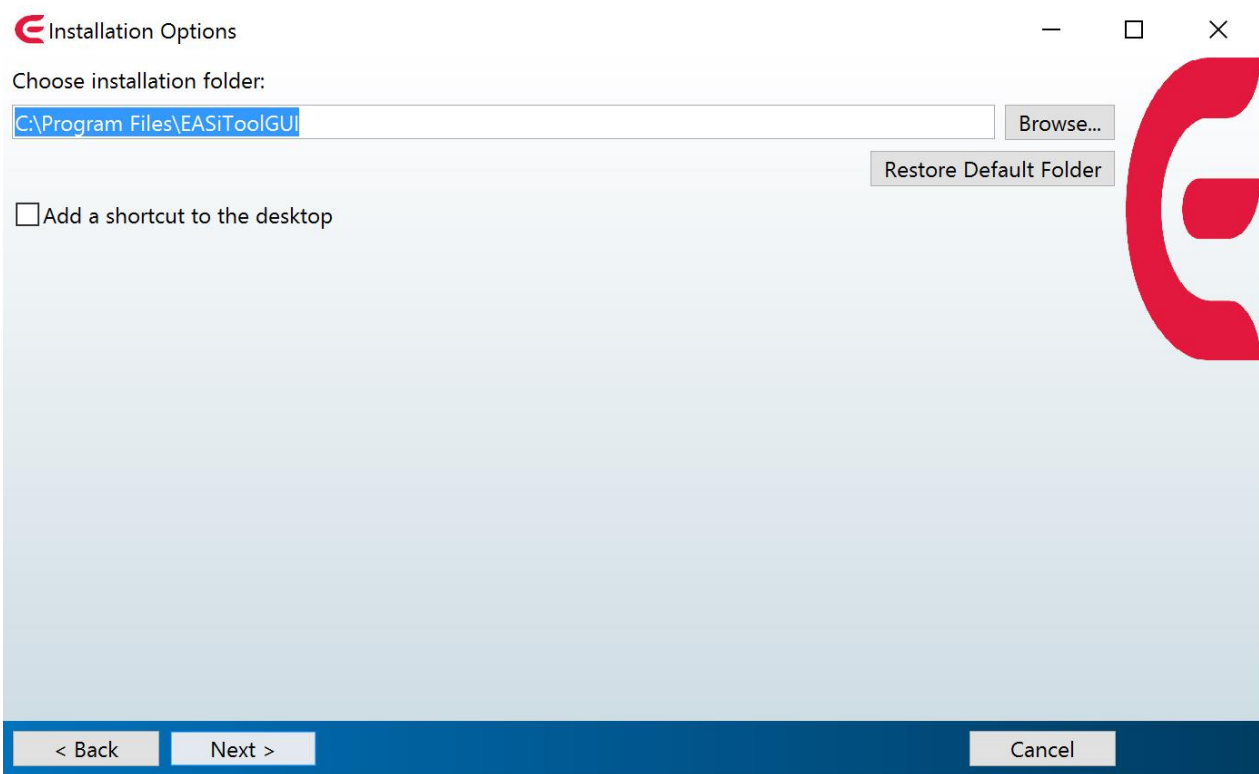 Installation Options
Choose installation folder:
C:\Program Files\EASiToolGUI
Browse...
Restore Default Folder
Add a shortcut to the desktop
< Back Next > Cancel